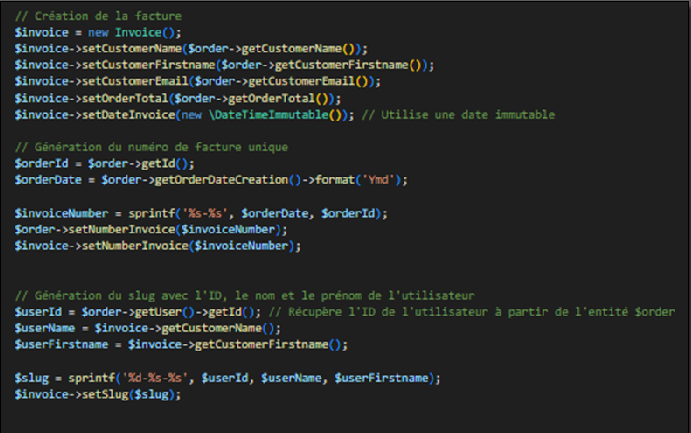 // Création de la facture
$invoice = new Invoice();
$invoice->setCustomerName($order->getCustomerName());
$invoice->setCustomerFirstname($order->getCustomerFirstname());
$invoice->setCustomerEmail($order->getCustomerEmail());
$invoice->setOrderTotal($order->getOrderTotal());
$invoice->setDateInvoice(new \DateTimeImmutable()); // Utilise une date immutable
// Génération du numéro de facture unique
$orderId = $order->getId();
$orderDate = $order->getOrderDateCreation()->format('Ymd');
$invoiceNumber = sprintf('%s-%s', $orderDate, $orderId);
$order->setNumberInvoice($invoiceNumber);
$invoice->setNumberInvoice($invoiceNumber);
// Génération du slug avec l'ID, le nom et le prénom de l'utilisateur
$userId = $order->getUser()->getId(); // Récupère l'ID de l'utilisateur à partir de l'entité $order
$userName = $invoice->getCustomerName();
$userFirstname = $invoice->getCustomerFirstname();
$slug = sprintf('%d-%s-%s', $userId, $userName, $userFirstname);
$invoice->setSlug($slug);